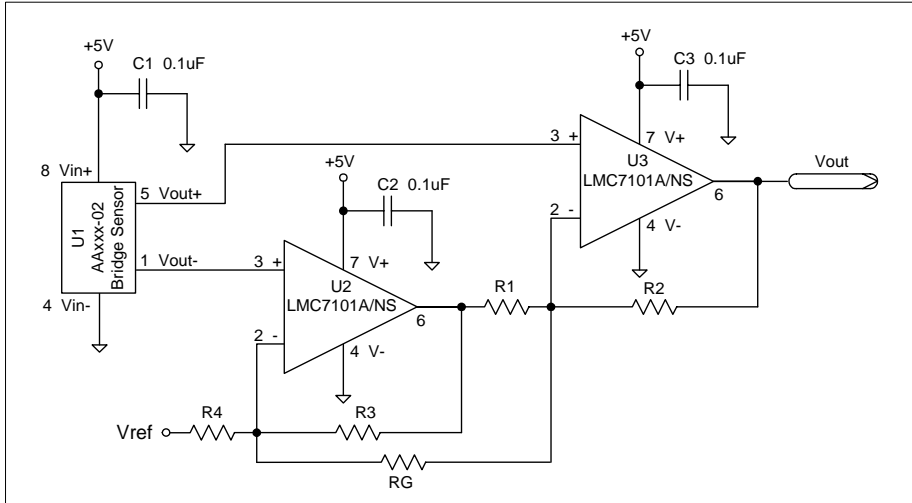 +5V
C1 0.1uF
8 Vin+
U1
AAxxx-02
Bridge Sensor
5 Vout+
1 Vout-
4 Vin-
+5V
C2 0.1uF
3 +
7 V+
U2
LMC7101A/NS
6
2 -
4 V-
+5V
C3 0.1uF
3 +
7 V+
U3
LMC7101A/NS
6
2 -
4 V-
Vout
R1
R2
Vref
R4
R3
RG